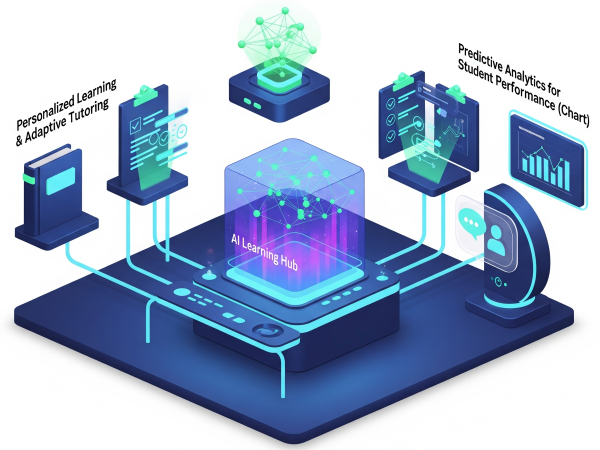 Personalized Learning
& Adaptive Tutoring
Predictive Analytics for
Student Performance (Chart)
AI Learning Hub